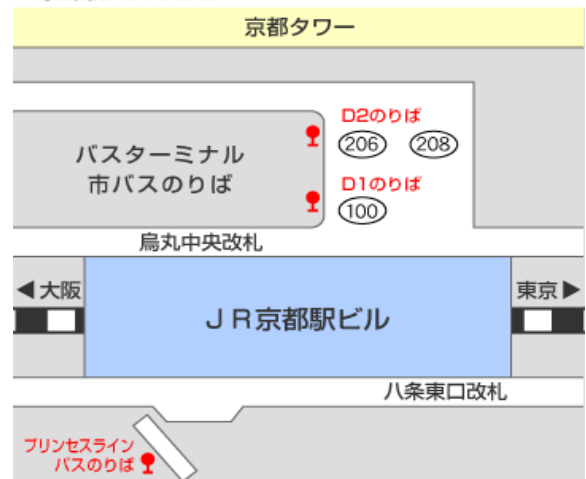 京都タワー
D2のりば
206 208
バスターミナル
市バスのりば
D1のりば
100
烏丸中央改札
◀大阪
東京▶
JR京都駅ビル
八条東口改札
プリンセスライン
バスのりば